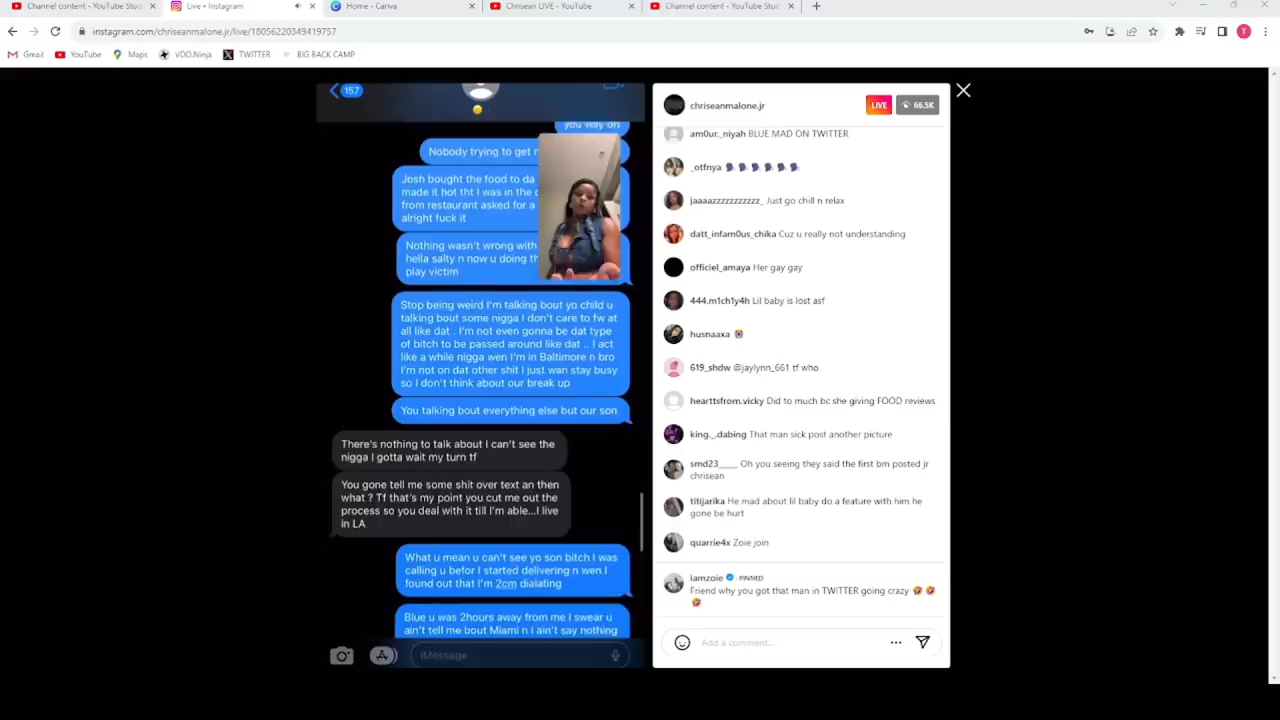 Channel content - YouTube Stud
Live • Instagram
Home - Canva
Chrisean LIVE - YouTube
Channel content - YouTube Stud
instagram.com/chriseanmalone.jr/live/18056220349419757
T
Gmail
YouTube
Maps
VDO.Ninja
TWITTER
BIG BACK CAMP
157
you very on
Nobody trying to get
Josh bought the food to da
made it hot tht I was in the
from restaurant asked for a
alright fuck it
Nothing wasn't wrong with
hella salty n now u doing
play victim
Stop being weird I'm talking bout yo child u
talking bout some nigga I don't care to fw at
all like dat . I'm not even gonna be dat type
of bitch to be passed around like dat .. I act
like a while nigga wen I'm in Baltimore n bro
I'm not on dat other shit I just wan stay busy
so I don't think about our break up
You talking bout everything else but our son
There's nothing to talk about I can't see the
nigga I gotta wait my turn tf
You gone tell me some shit over text an then
what ? Tf that's my point you cut me out the
process so you deal with it till I'm able...I live
in LA
What u mean u can't see yo son bitch I was
calling u befor I started delivering n wen I
found out that I'm 2cm dialating
Blue u was 2hours away from me I swear u
ain't tell me bout Miami n i ain't say nothing
iMessage
chriseanmalone.jr
LIVE
66.5K
am0ur._niyah BLUE MAD ON TWITTER
_otfnya
jaaaazzzzzzzzzzz_ Just go chill n relax
datt_infam0us_chika Cuz u really not understanding
officiel_amaya Her gay gay
444.m1ch1y4h Lil baby is lost asf
husnaaxa
619_shdw @jaylynn_661 tf who
hearttsfrom.vicky Did to much bc she giving FOOD reviews
king._.dabing That man sick post another picture
smd23_____ Oh you seeing they said the first bm posted jr
chrisean
titijarika He mad about lil baby do a feature with him he
gone be hurt
quarrie4x Zoie join
iamzoie • PINNED
Friend why you got that man in TWITTER going crazy 🤣 🤣
🤣
Add a comment...